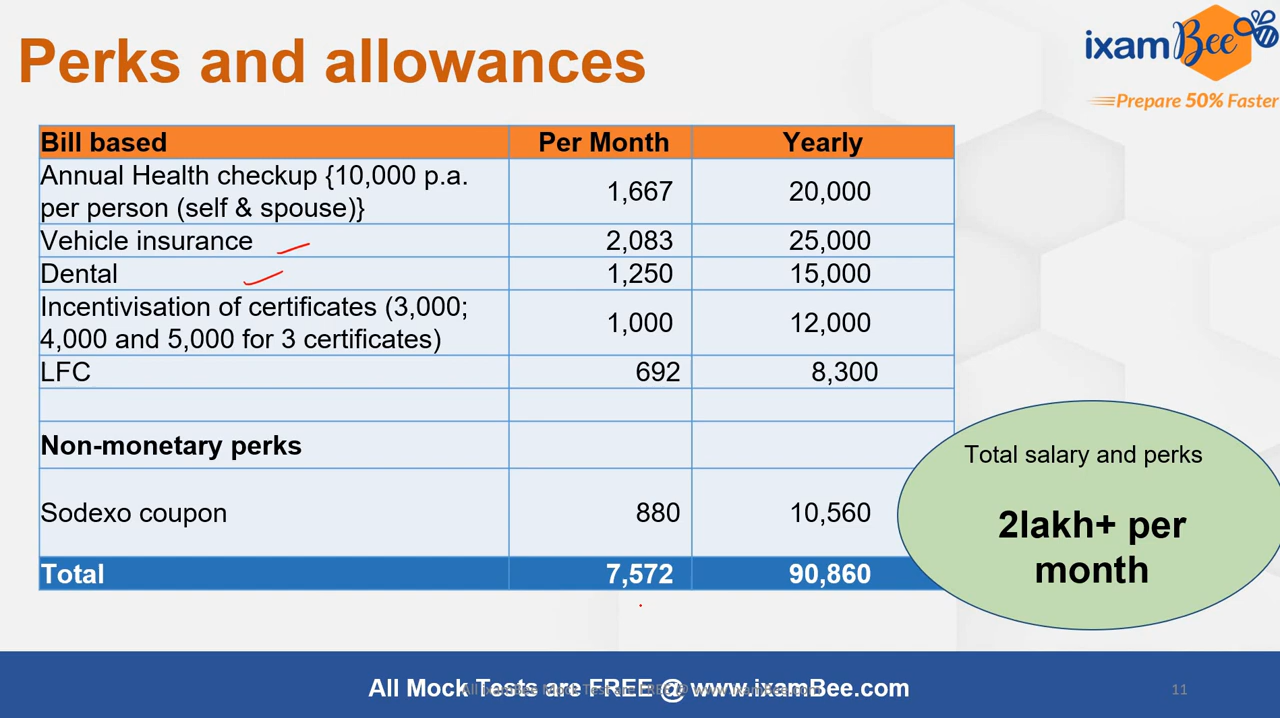 Perks and allowances
ixamBee
Prepare 50% Faster
Bill based Per Month Yearly
Annual Health checkup {10,000 p.a.
per person (self & spouse)} 1,667 20,000
Vehicle insurance 2,083 25,000
Dental 1,250 15,000
Incentivisation of certificates (3,000;
4,000 and 5,000 for 3 certificates) 1,000 12,000
LFC 692 8,300
Non-monetary perks
Sodexo coupon 880 10,560
Total 7,572 90,860
Total salary and perks
2lakh+ per
month
All Mock Tests are FREE @ www.ixamBee.com
11